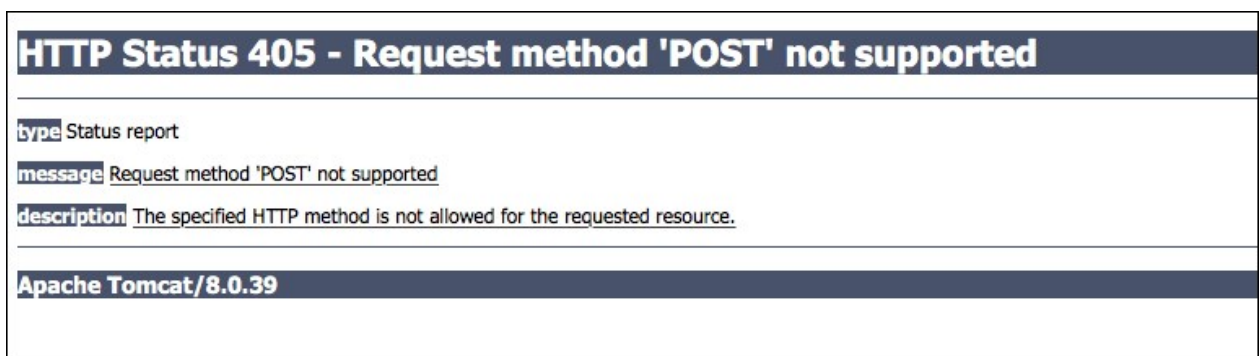 HTTP Status 405 - Request method 'POST' not supported
type Status report
message Request method 'POST' not supported
description The specified HTTP method is not allowed for the requested resource.
Apache Tomcat/8.0.39